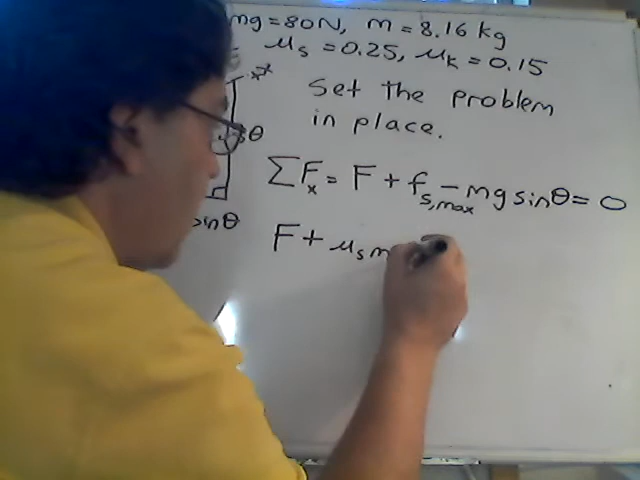 mg = 80N, m = 8.16 kg
μs = 0.25, μk = 0.15
Set the problem
x
θ
in place.
ΣFx = F + fs,max − mg sinθ = 0
sinθ
F + μs m